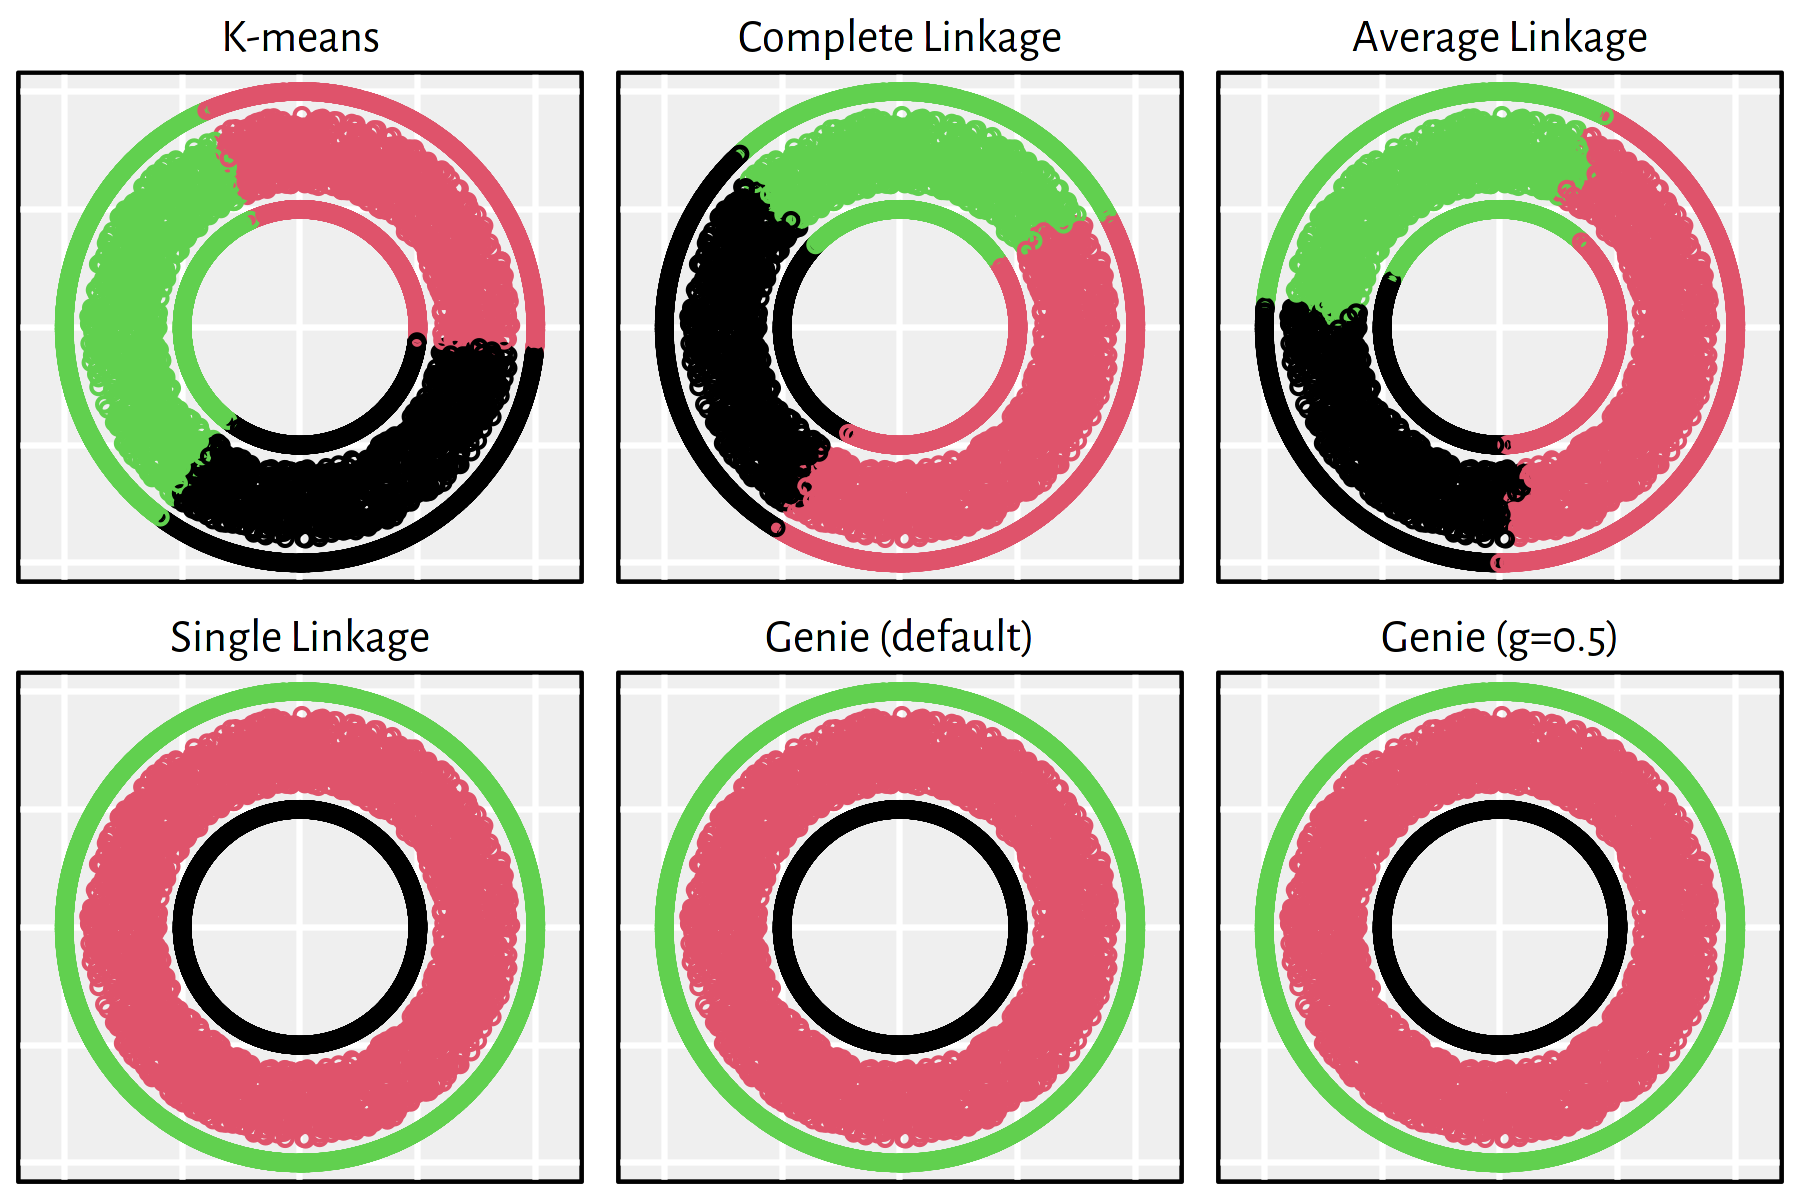 K-means
Complete Linkage
Average Linkage
Single Linkage
Genie (default)
Genie (g=0.5)